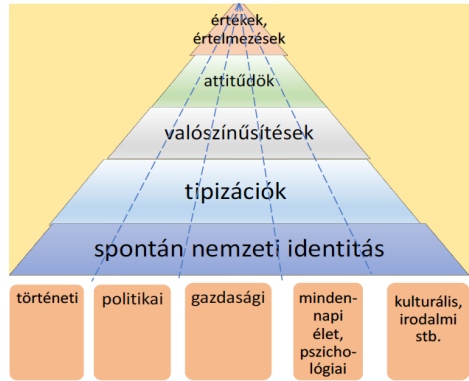 értékek,
értelmezések
attitűdök
valószínűsítések
tipizációk
spontán nemzeti identitás
történeti
politikai
gazdasági
minden-
napi
élet,
pszicho-
lógiai
kulturális,
irodalmi
stb.